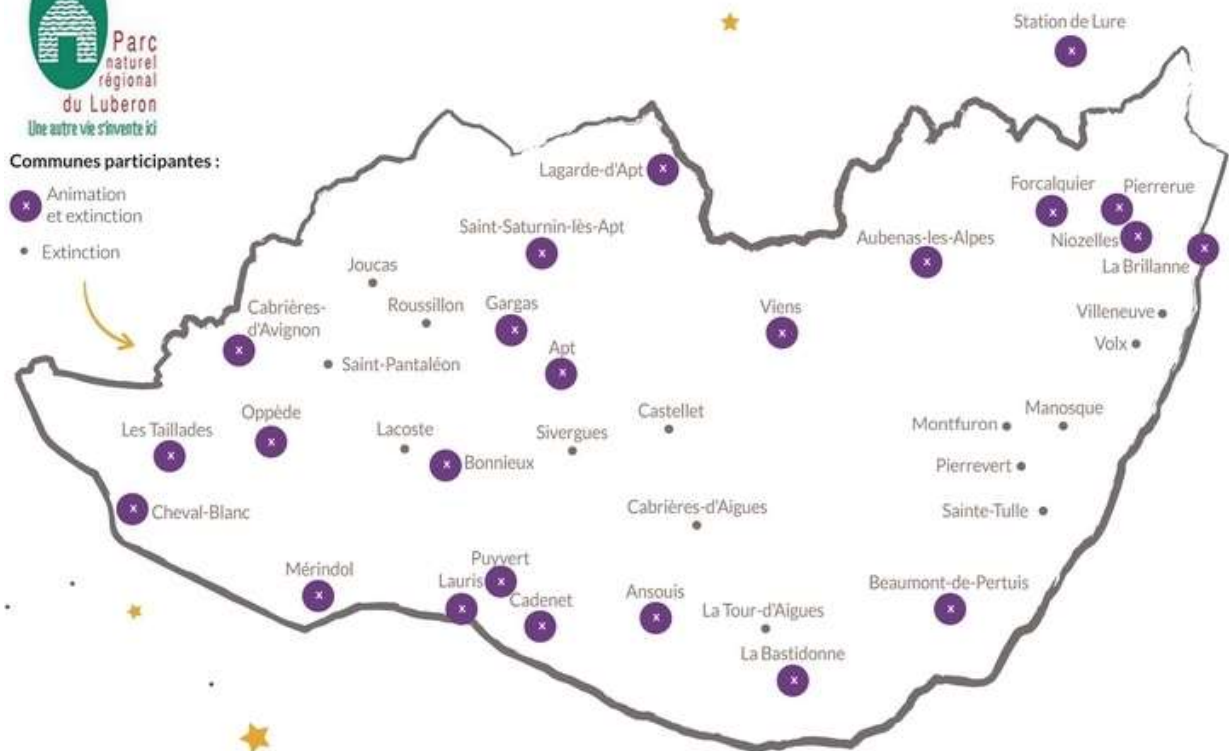 Parc
naturel
régional
du Luberon
Une autre vie s'invente ici
Communes participantes :
x Animation
et extinction
Extinction
Station de Lure
x
Lagarde-d'Apt x
Forcalquier
x
Pierrerue
x
Niozelles x
La Brillanne x
Saint-Saturnin-lès-Apt
x
Aubenas-les-Alpes
x
Joucas
Roussillon
Gargas
x
Viens
x
Villeneuve
Volx
Cabrières-
d'Avignon
x
Saint-Pantaléon
Apt
x
Les Taillades
x
Oppède
x
Lacoste
x Bonnieux
Sivergues
Castellet
Montfuron
Manosque
Pierrevert
Sainte-Tulle
x Cheval-Blanc
Cabrières-d'Aigues
Mérindol
x
Puyvert
x
Lauris
x
Cadenet
x
Ansouis
x
La Tour-d'Aigues
La Bastidonne
x
Beaumont-de-Pertuis
x